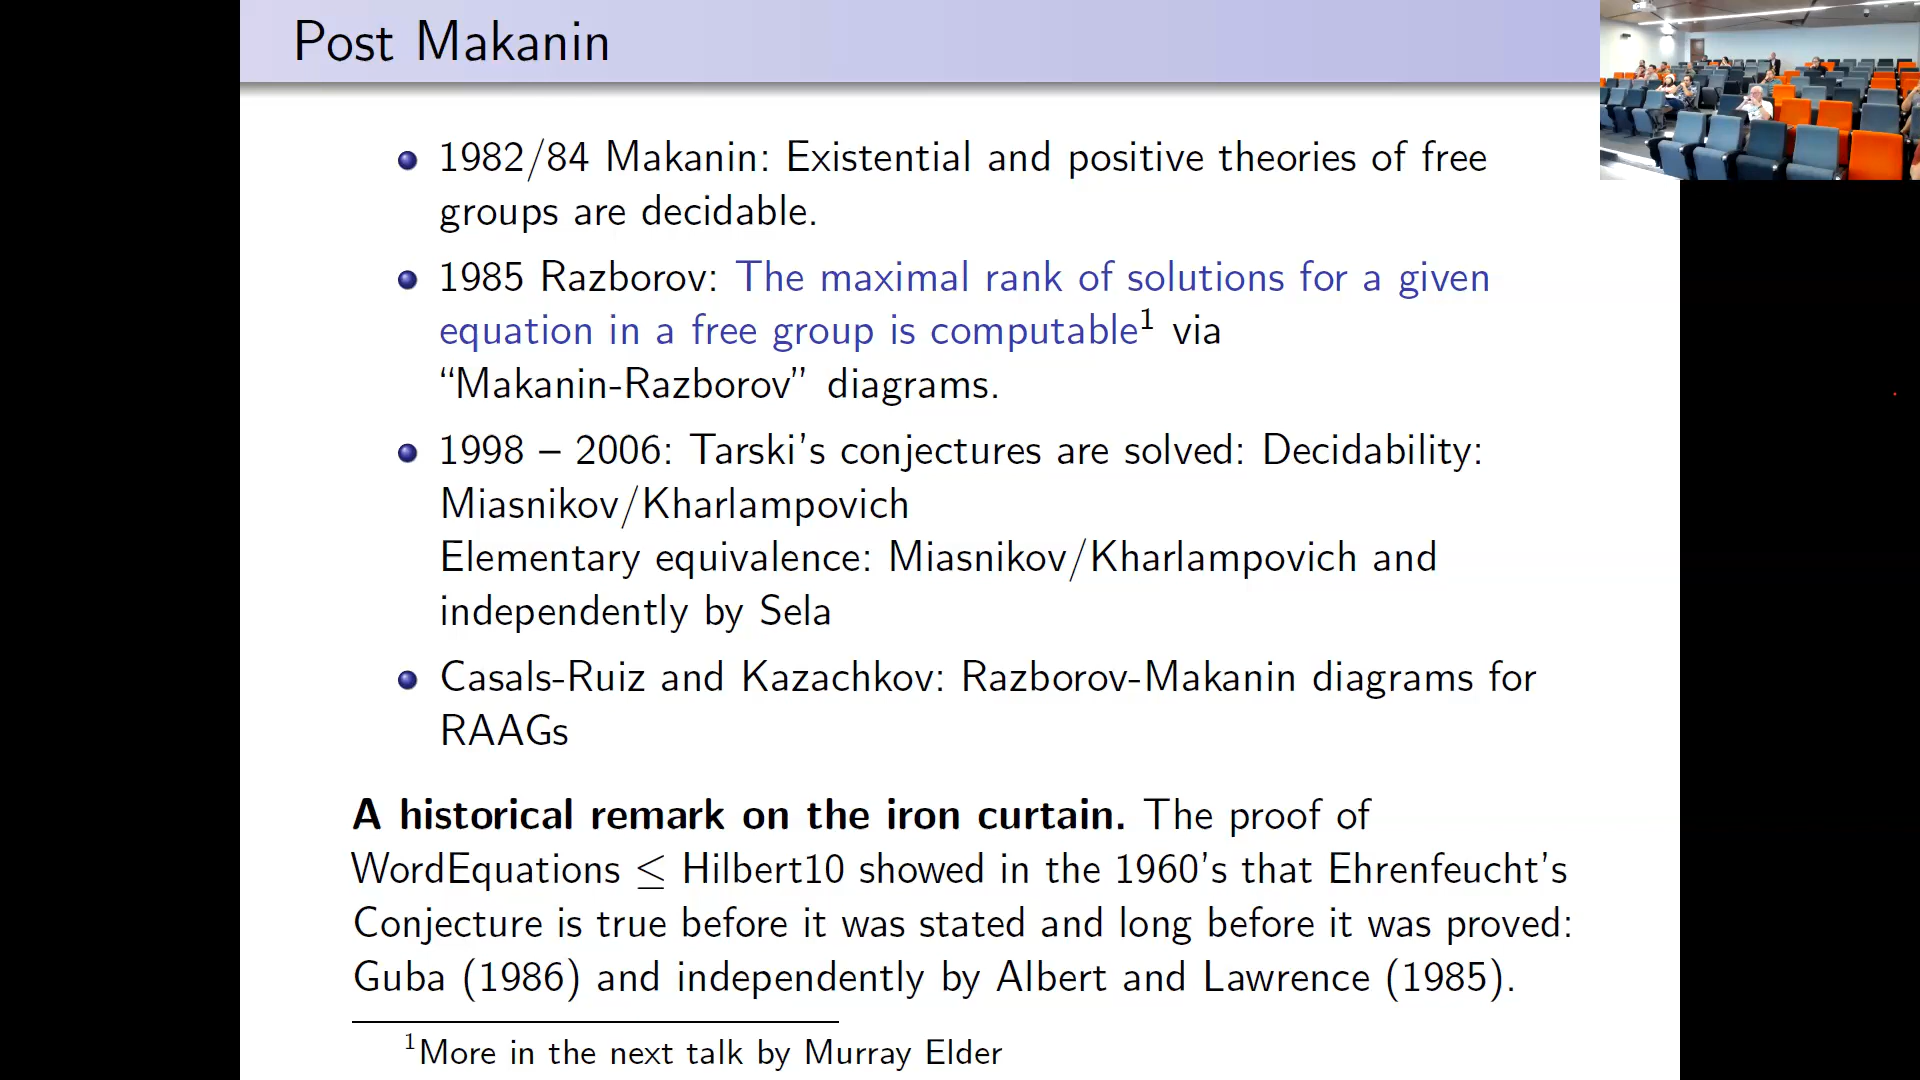 Post Makanin
1982/84 Makanin: Existential and positive theories of free
groups are decidable.
1985 Razborov: The maximal rank of solutions for a given
equation in a free group is computable¹ via
“Makanin-Razborov” diagrams.
1998 – 2006: Tarski’s conjectures are solved: Decidability:
Miasnikov/Kharlampovich
Elementary equivalence: Miasnikov/Kharlampovich and
independently by Sela
Casals-Ruiz and Kazachkov: Razborov-Makanin diagrams for
RAAGs
A historical remark on the iron curtain. The proof of
WordEquations ≤ Hilbert10 showed in the 1960’s that Ehrenfeucht’s
Conjecture is true before it was stated and long before it was proved:
Guba (1986) and independently by Albert and Lawrence (1985).
¹More in the next talk by Murray Elder